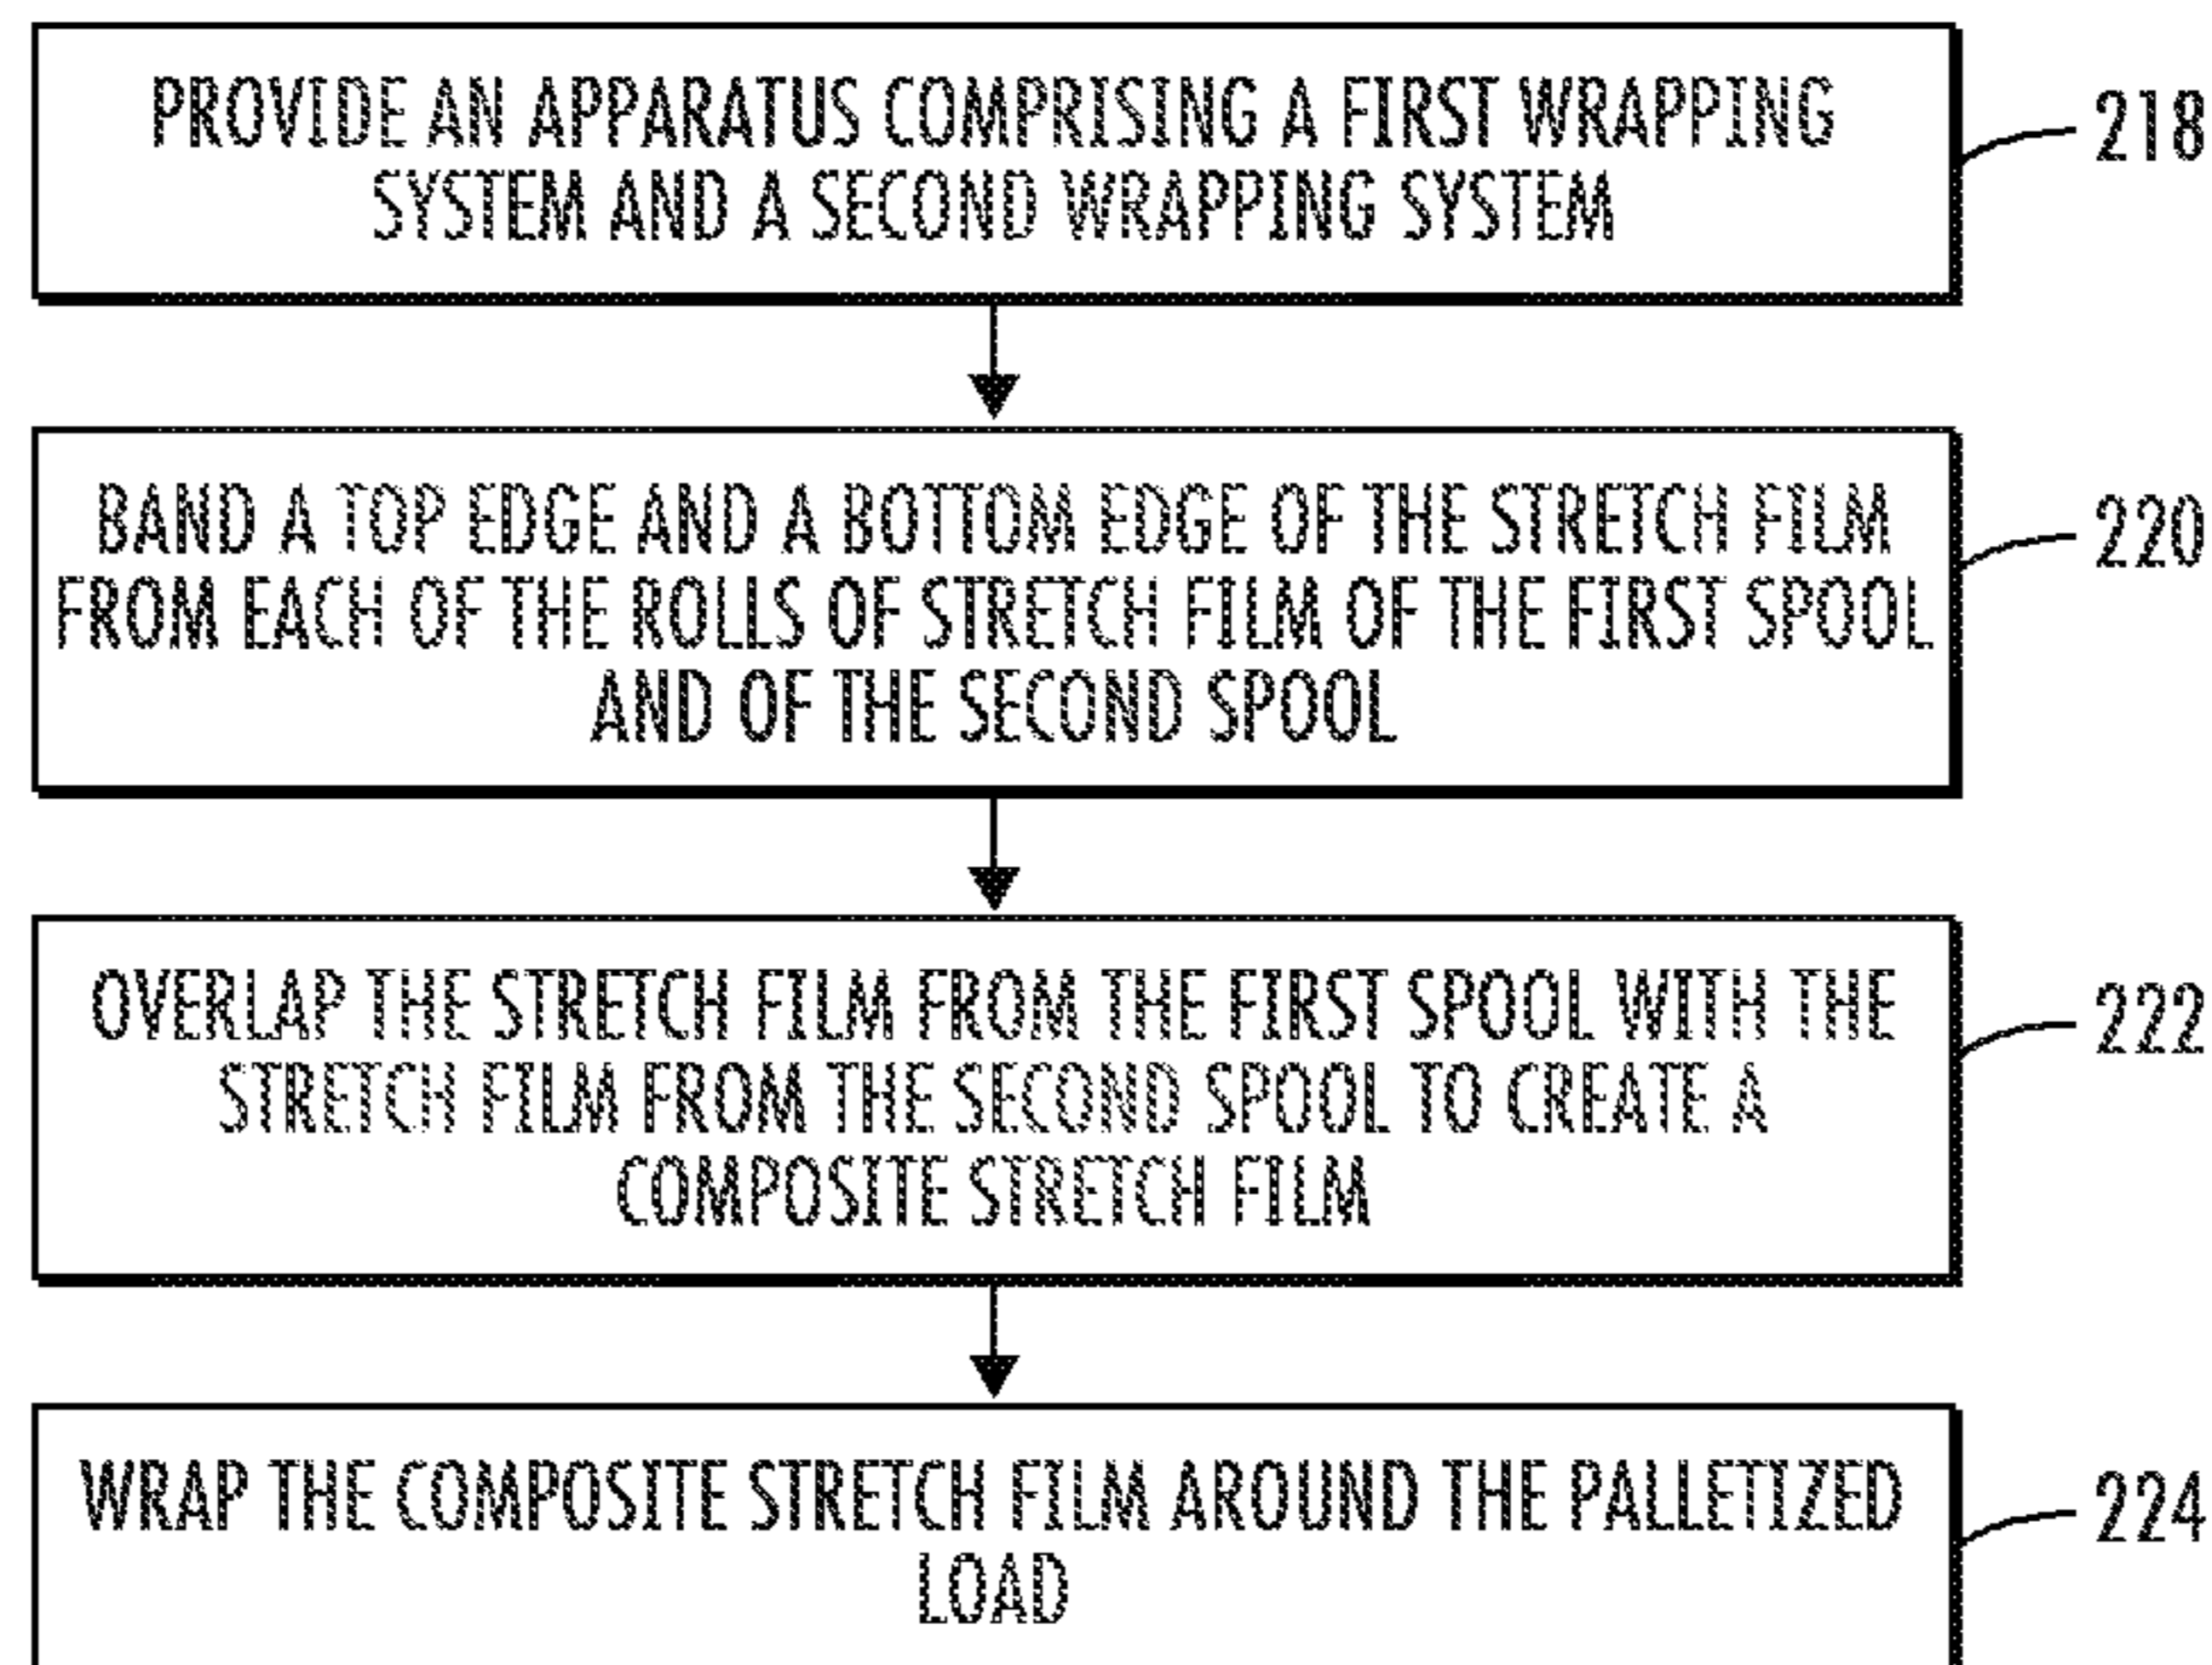 PROVIDE AN APPARATUS COMPRISING A FIRST WRAPPING
SYSTEM AND A SECOND WRAPPING SYSTEM
218
BAND A TOP EDGE AND A BOTTOM EDGE OF THE STRETCH FILM
FROM EACH OF THE ROLLS OF STRETCH FILM OF THE FIRST SPOOL
AND OF THE SECOND SPOOL
220
OVERLAP THE STRETCH FILM FROM THE FIRST SPOOL WITH THE
STRETCH FILM FROM THE SECOND SPOOL TO CREATE A
COMPOSITE STRETCH FILM
222
WRAP THE COMPOSITE STRETCH FILM AROUND THE PALLETIZED
LOAD
224